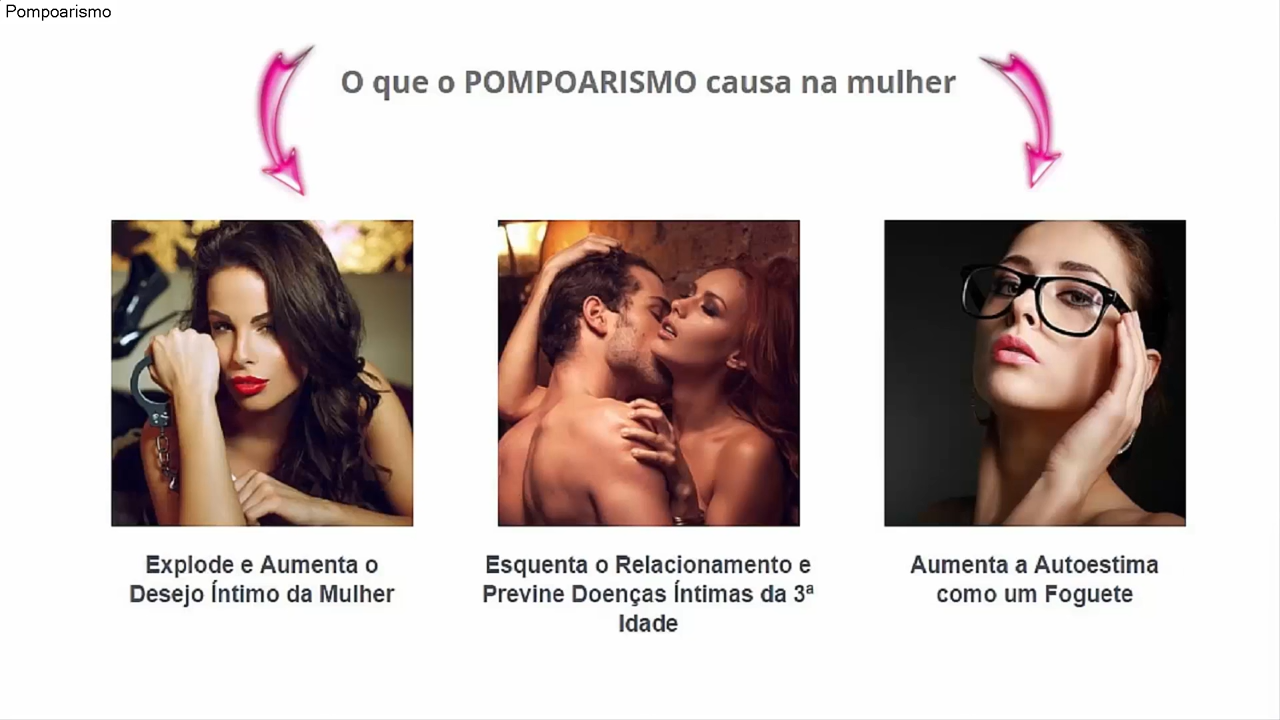 Pompoarismo
O que o POMPOARISMO causa na mulher
Explode e Aumenta o
Desejo Íntimo da Mulher
Esquenta o Relacionamento e
Previne Doenças Íntimas da 3ª
Idade
Aumenta a Autoestima
como um Foguete